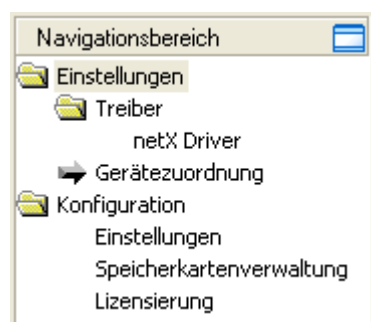 Navigationsbereich
Einstellungen
Treiber
netX Driver
Gerätezuordnung
Konfiguration
Einstellungen
Speicherkartenverwaltung
Lizensierung